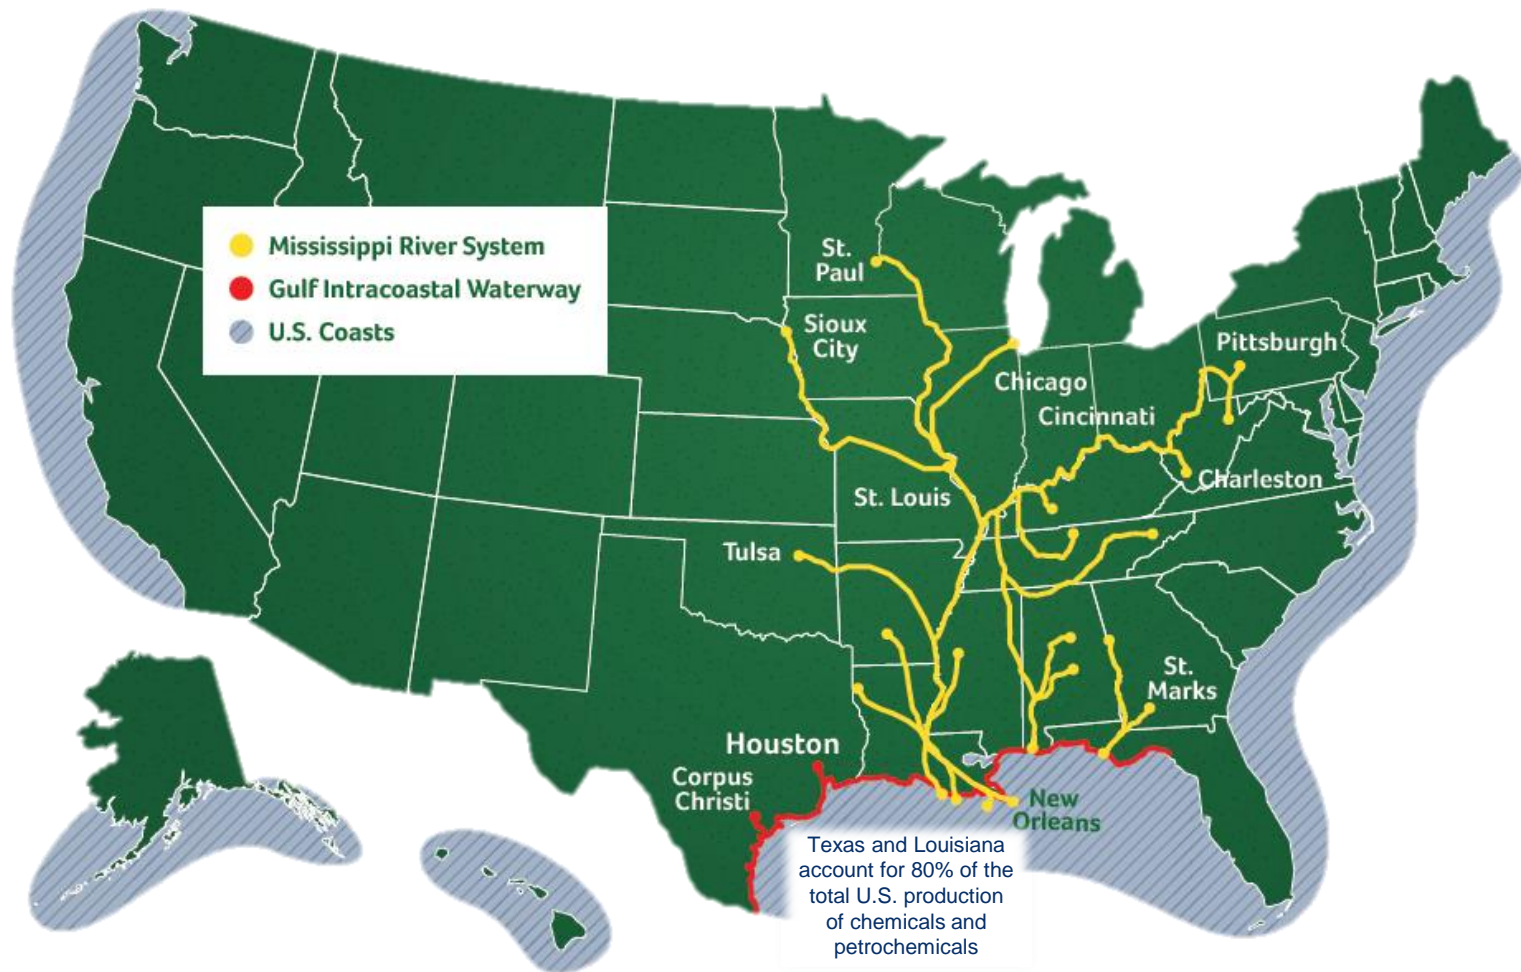 Mississippi River System
Gulf Intracoastal Waterway
U.S. Coasts
St.
Paul
Sioux
City
Chicago
Pittsburgh
Cincinnati
Charleston
St. Louis
Tulsa
St.
Marks
Houston
Corpus
Christi
New
Orleans
Texas and Louisiana
account for 80% of the
total U.S. production
of chemicals and
petrochemicals